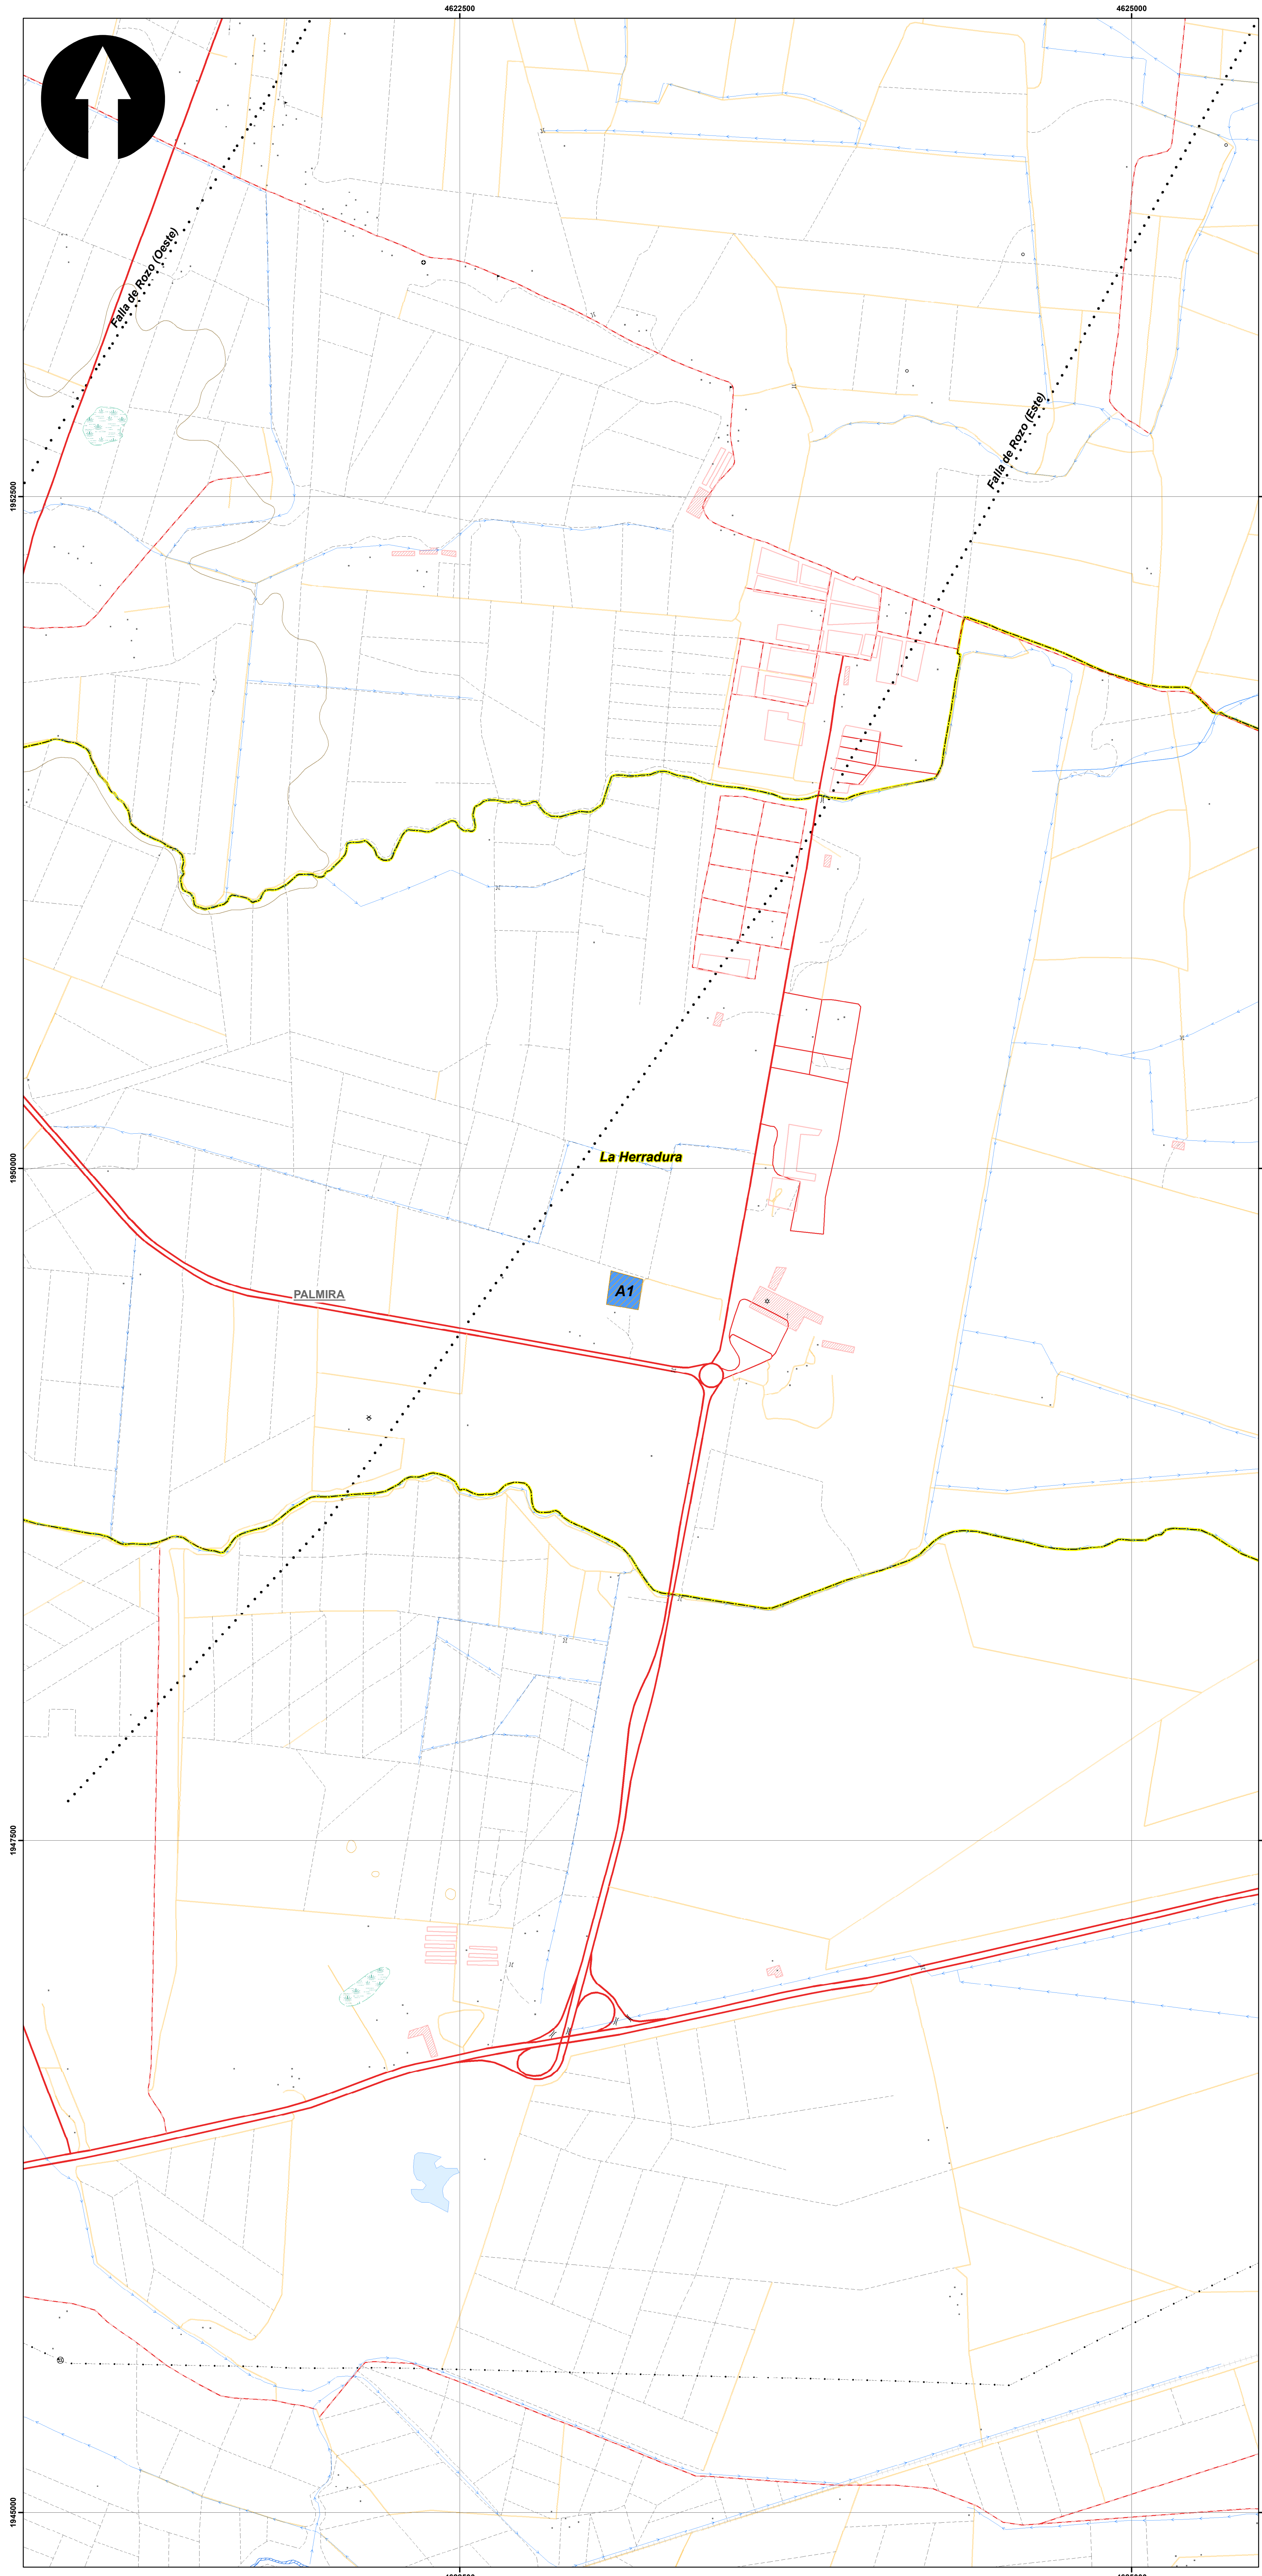 4622500
4625000
Falla de Rozo (Oeste)
Falla de Rozo (Este)
1952500
La Herradura
1950000
A1
PALMIRA
1947500
1945000